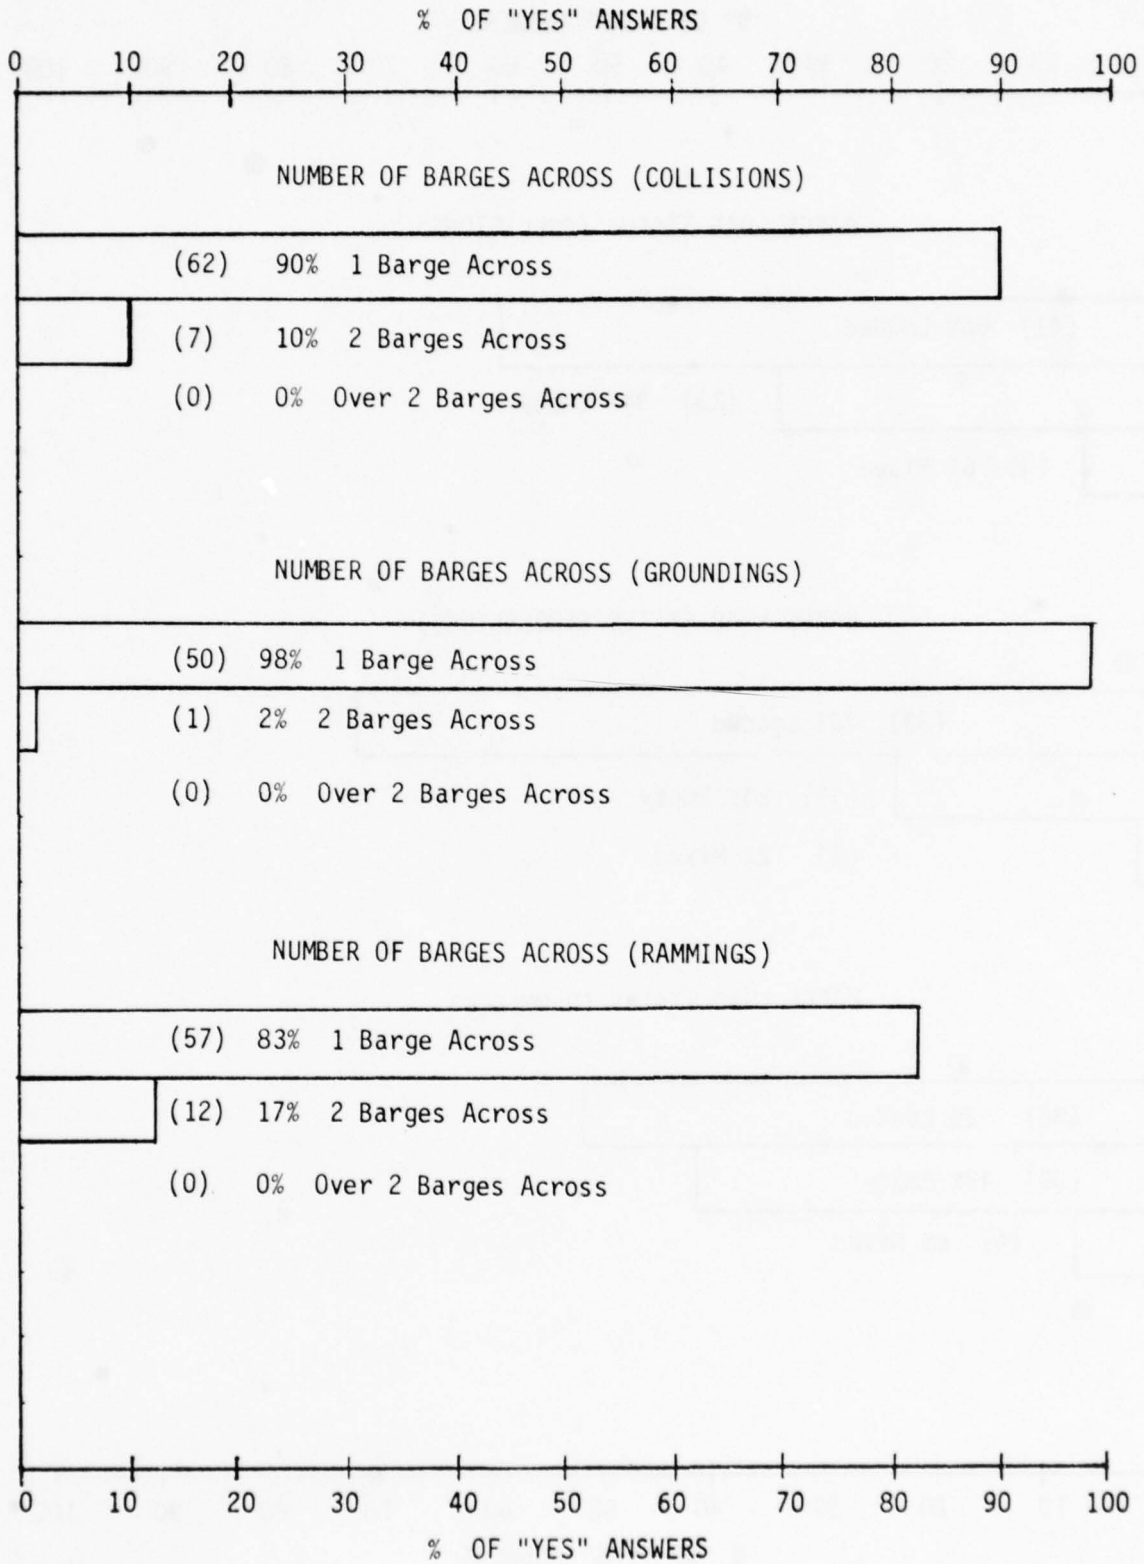 % OF "YES" ANSWERS
0 10 20 30 40 50 60 70 80 90 100
NUMBER OF BARGES ACROSS (COLLISIONS)
(62) 90% 1 Barge Across
(7) 10% 2 Barges Across
(0) 0% Over 2 Barges Across
NUMBER OF BARGES ACROSS (GROUNDINGS)
(50) 98% 1 Barge Across
(1) 2% 2 Barges Across
(0) 0% Over 2 Barges Across
NUMBER OF BARGES ACROSS (RAMMINGS)
(57) 83% 1 Barge Across
(12) 17% 2 Barges Across
(0) 0% Over 2 Barges Across
0 10 20 30 40 50 60 70 80 90 100
% OF "YES" ANSWERS